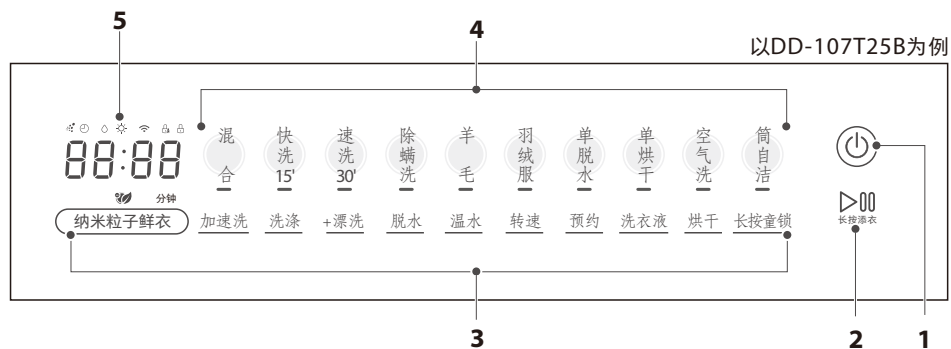 5
4
以DD-107T25B为例
88:88
分钟
混合
快洗15'
速洗30'
除螨洗
羊毛
羽绒服
单脱水
单烘干
空气洗
筒自洁
纳米粒子鲜衣
加速洗
洗涤
+漂洗
脱水
温水
转速
预约
洗衣液
烘干
长按童锁
长按添衣
3
2
1